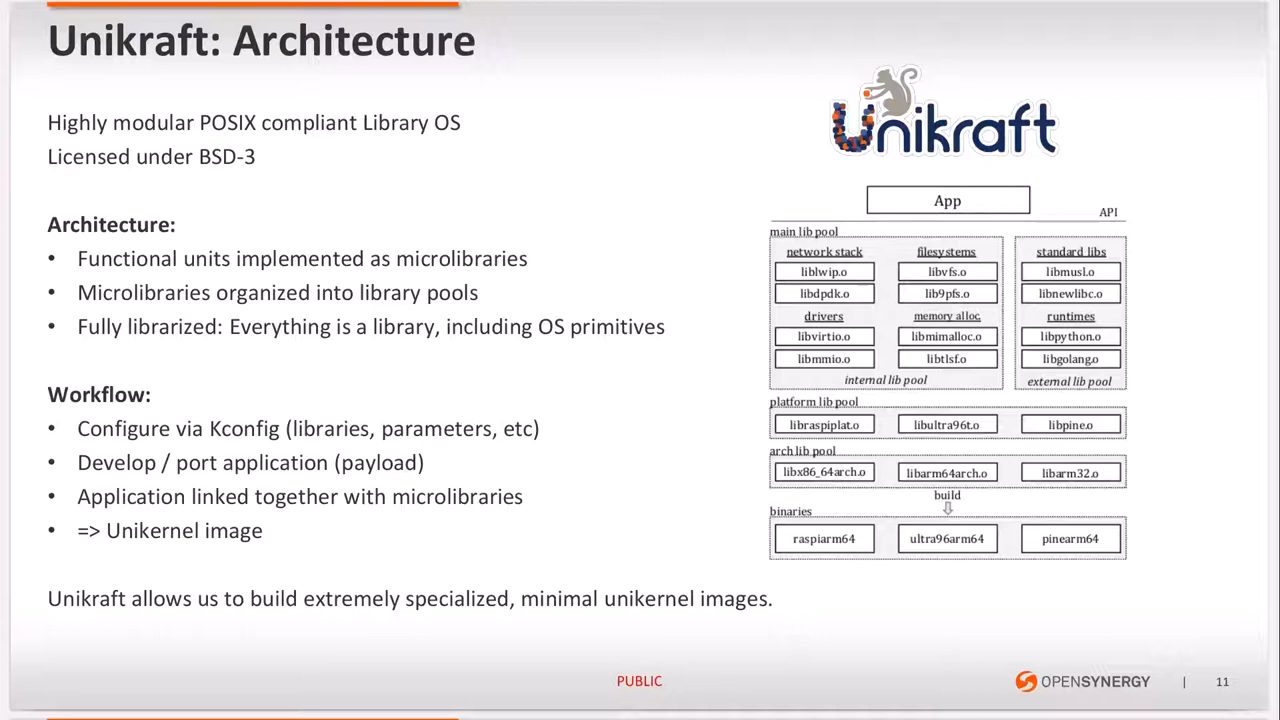 Unikraft: Architecture
Highly modular POSIX compliant Library OS
Licensed under BSD-3
Architecture:
• Functional units implemented as microlibraries
• Microlibraries organized into library pools
• Fully librarized: Everything is a library, including OS primitives
Workflow:
• Configure via Kconfig (libraries, parameters, etc)
• Develop / port application (payload)
• Application linked together with microlibraries
• => Unikernel image
Unikraft allows us to build extremely specialized, minimal unikernel images.
Unikraft
App
API
main lib pool
network stack filesystems standard libs
liblwip.o libvfs.o libmusl.o
libdpdk.o lib9pfs.o libnewlibc.o
drivers memory alloc. runtimes
libvirtio.o libmimalloc.o libpython.o
libmmio.o libtlsf.o libgolang.o
internal lib pool external lib pool
platform lib pool
libraspiplat.o libultra96t.o libpine.o
arch lib pool
libx86_64arch.o libarm64arch.o libarm32.o
build
binaries
raspiarm64 ultra96arm64 pinearm64
PUBLIC
OPENSYNERGY | 11